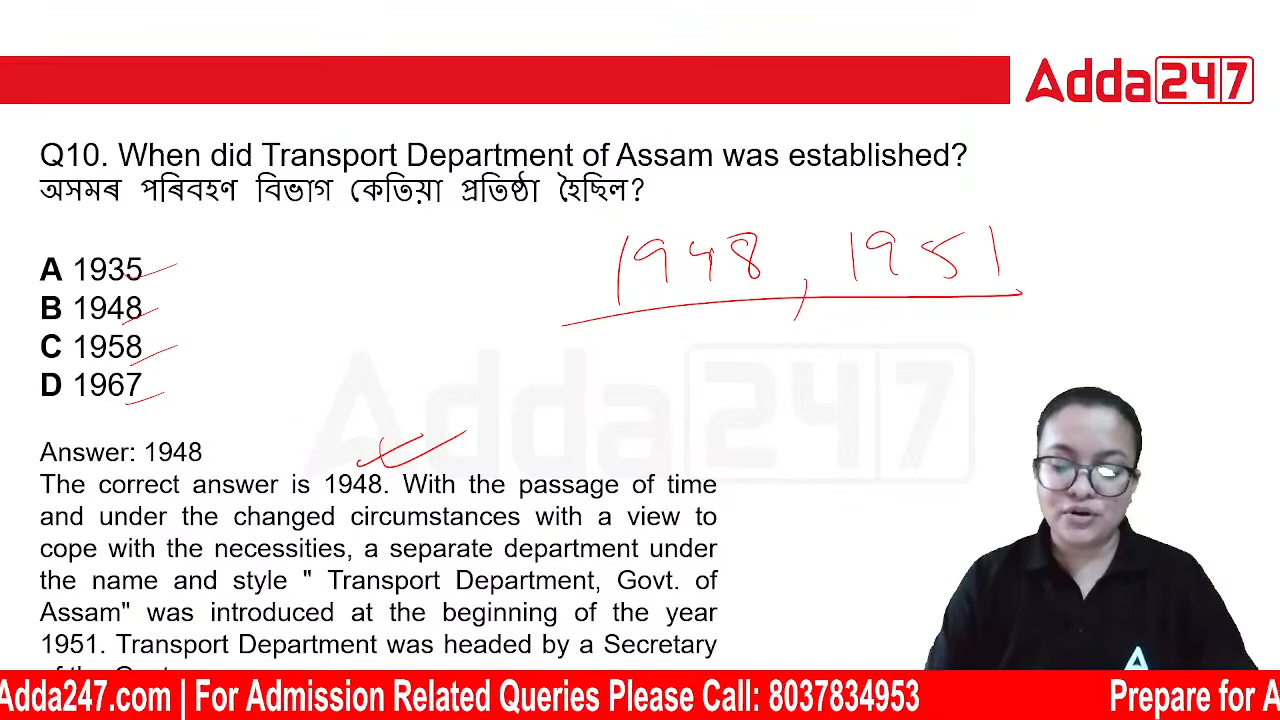 Adda247
Q10. When did Transport Department of Assam was established?
অসমৰ পৰিবহণ বিভাগ কেতিয়া প্ৰতিষ্ঠা হৈছিল?
1948, 1951
A 1935
B 1948
C 1958
D 1967
Adda247
Answer: 1948
The correct answer is 1948. With the passage of time
and under the changed circumstances with a view to
cope with the necessities, a separate department under
the name and style " Transport Department, Govt. of
Assam" was introduced at the beginning of the year
1951. Transport Department was headed by a Secretary
Adda247.com | For Admission Related Queries Please Call: 8037834953 Prepare for A